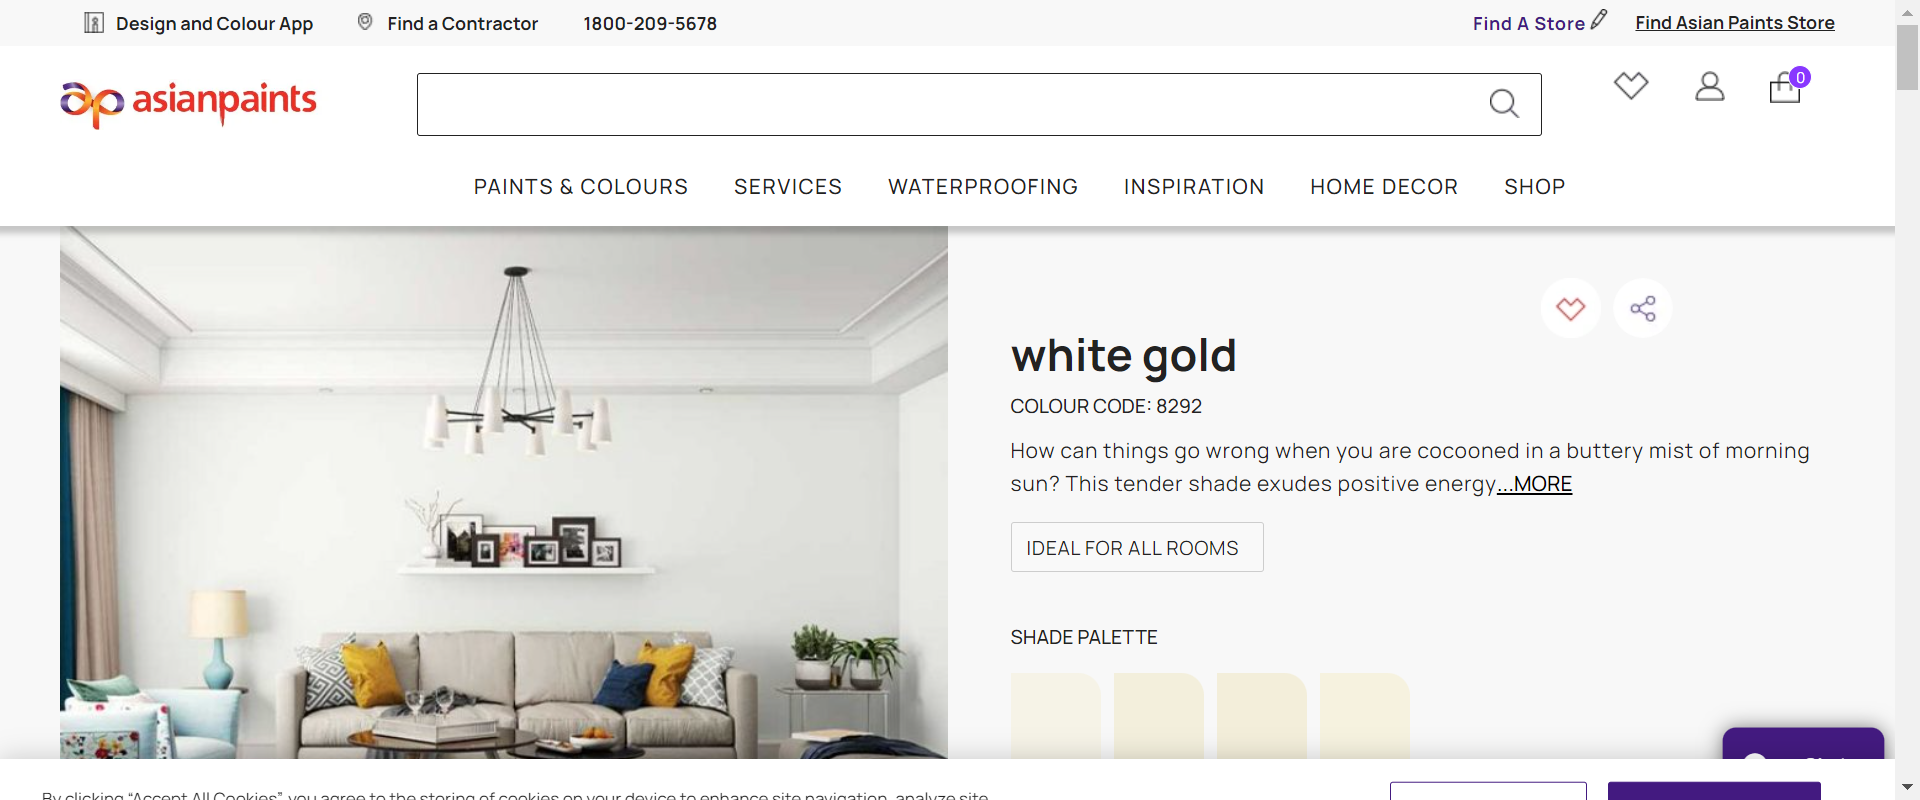 Design and Colour App
Find a Contractor
1800-209-5678
Find A Store
Find Asian Paints Store
ap asianpaints
0
PAINTS & COLOURS
SERVICES
WATERPROOFING
INSPIRATION
HOME DECOR
SHOP
white gold
COLOUR CODE: 8292
How can things go wrong when you are cocooned in a buttery mist of morning
sun? This tender shade exudes positive energy...MORE
IDEAL FOR ALL ROOMS
SHADE PALETTE
By clicking “Accept All Cookies”, you agree to the storing of cookies on your device to enhance site navigation, analyze site